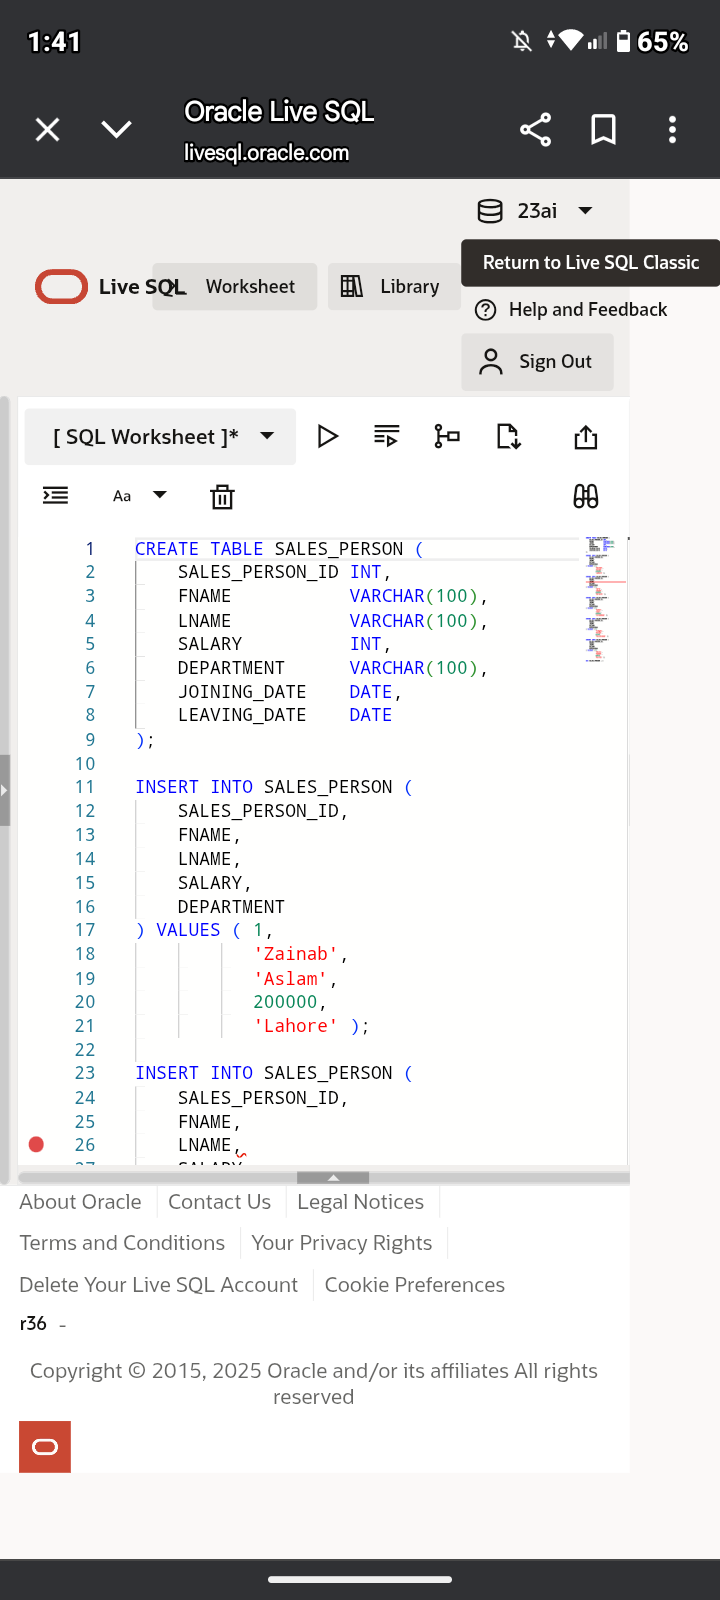 1:41
65%
Oracle Live SQL
livesql.oracle.com
23ai
Return to Live SQL Classic
Live SQL
Worksheet
Library
Help and Feedback
Sign Out
[ SQL Worksheet ]*
Aa
1 CREATE TABLE SALES_PERSON (
2 SALES_PERSON_ID INT,
3 FNAME VARCHAR(100),
4 LNAME VARCHAR(100),
5 SALARY INT,
6 DEPARTMENT VARCHAR(100),
7 JOINING_DATE DATE,
8 LEAVING_DATE DATE
9 );
10
11 INSERT INTO SALES_PERSON (
12 SALES_PERSON_ID,
13 FNAME,
14 LNAME,
15 SALARY,
16 DEPARTMENT
17 ) VALUES ( 1,
18 'Zainab',
19 'Aslam',
20 200000,
21 'Lahore' );
22
23 INSERT INTO SALES_PERSON (
24 SALES_PERSON_ID,
25 FNAME,
26 LNAME,
About Oracle Contact Us Legal Notices
Terms and Conditions Your Privacy Rights
Delete Your Live SQL Account Cookie Preferences
r36 -
Copyright © 2015, 2025 Oracle and/or its affiliates All rights
reserved